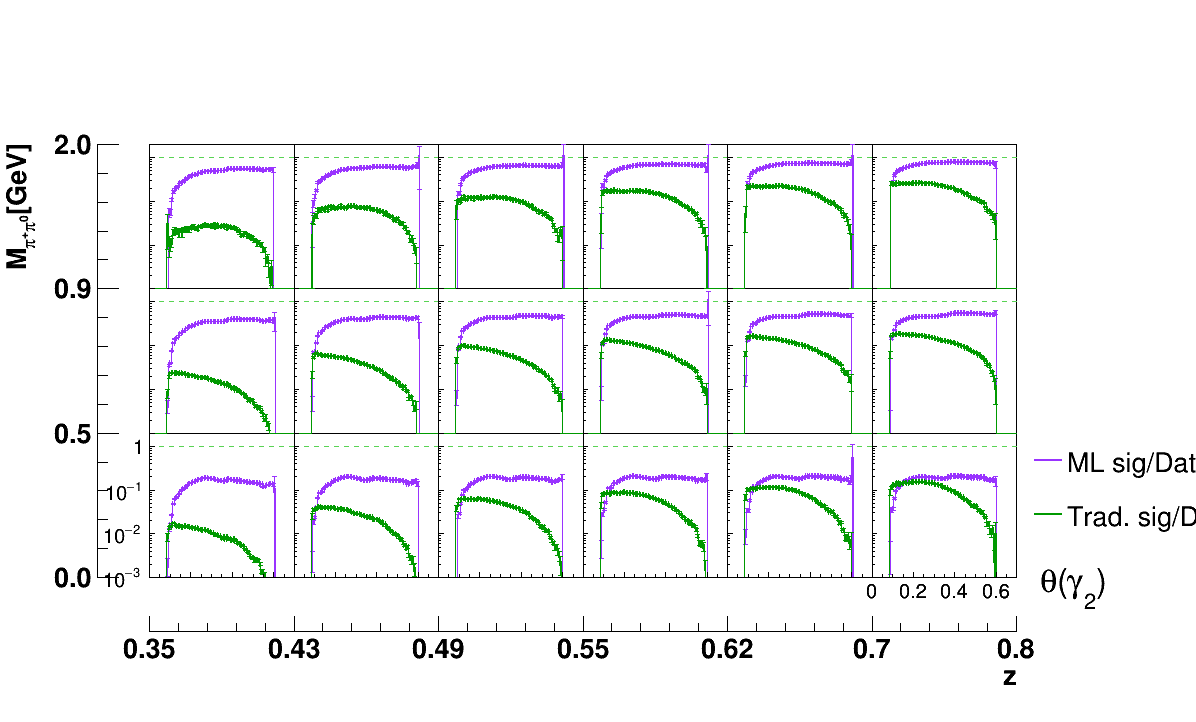 2.0
M_{π⁺π⁰}[GeV]
0.9
0.5
0.0
1
10⁻¹
10⁻²
10⁻³
ML sig/Dat
Trad. sig/D
0 0.2 0.4 0.6
θ(γ₂)
0.35 0.43 0.49 0.55 0.62 0.7 0.8
z